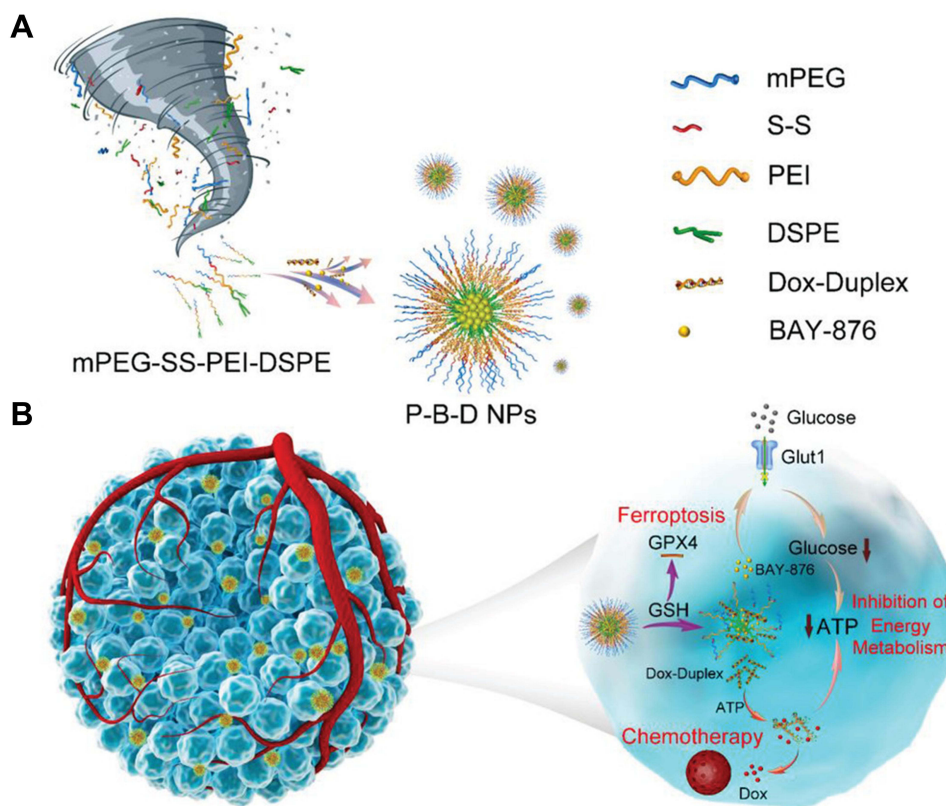 A
mPEG
S-S
PEI
DSPE
Dox-Duplex
BAY-876
mPEG-SS-PEI-DSPE
P-B-D NPs
B
Glucose
Glut1
Ferroptosis
GPX4
Glucose
BAY-876
GSH
ATP
Inhibition of
Energy
Metabolism
Dox-Duplex
ATP
Chemotherapy
Dox